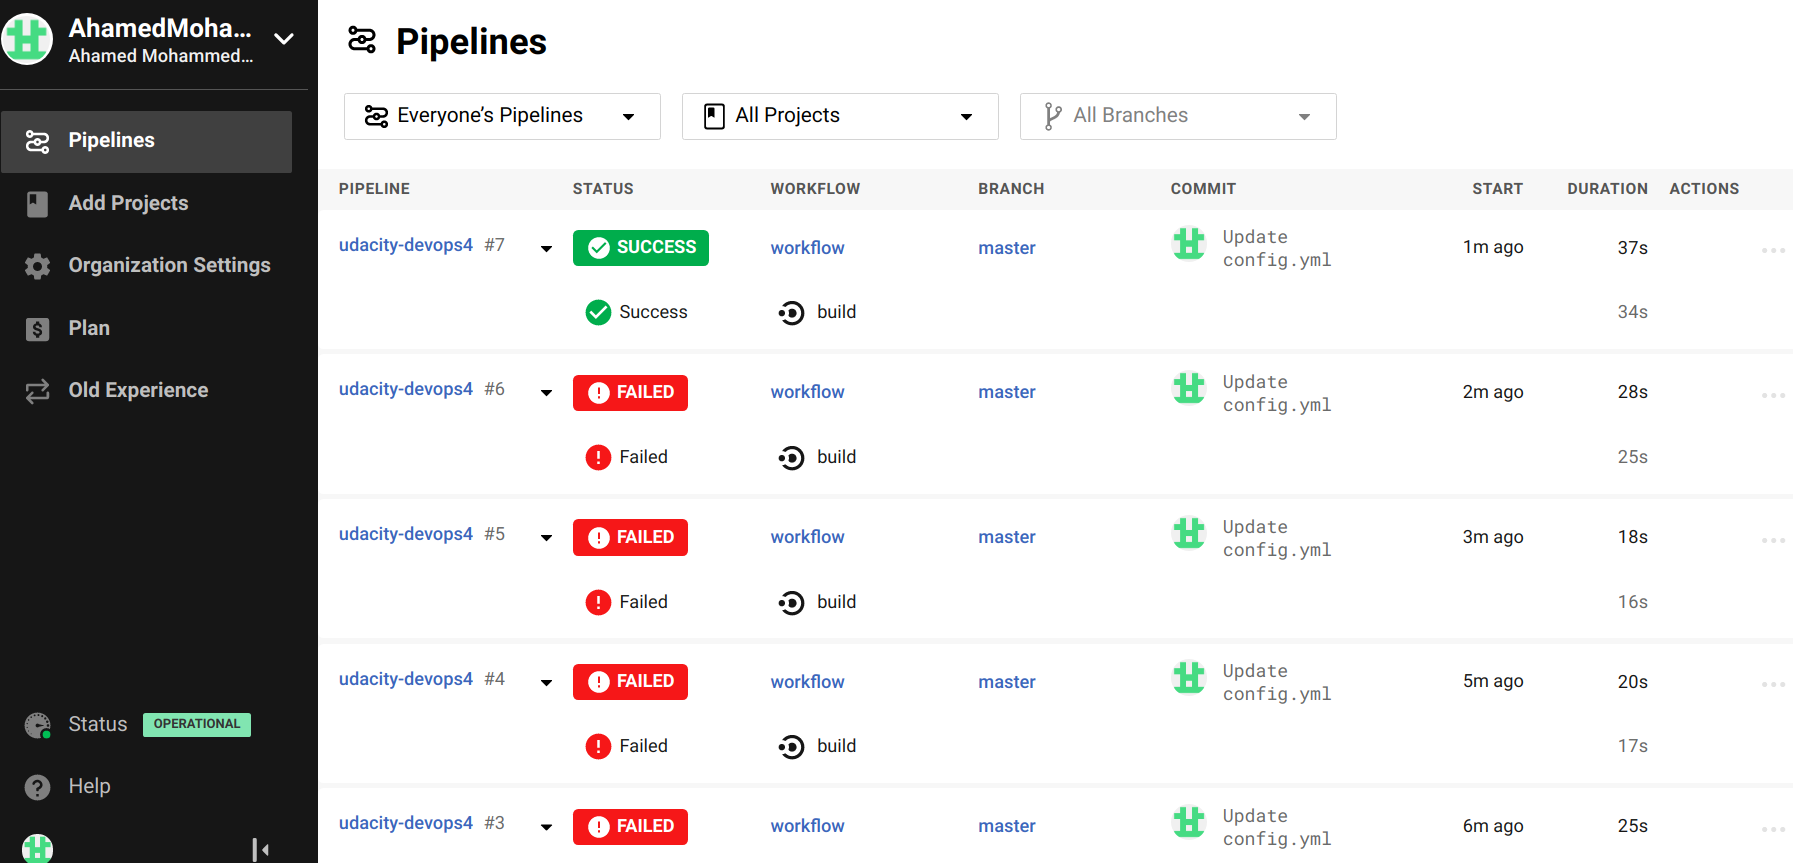 AhamedMoha...
Ahamed Mohammed...
Pipelines
Add Projects
Organization Settings
Plan
Old Experience
Status OPERATIONAL
Help
Pipelines
Everyone’s Pipelines All Projects All Branches
PIPELINE STATUS WORKFLOW BRANCH COMMIT START DURATION ACTIONS
udacity-devops4 #7 SUCCESS workflow master Update 1m ago 37s
config.yml
Success build 34s
udacity-devops4 #6 FAILED workflow master Update 2m ago 28s
config.yml
Failed build 25s
udacity-devops4 #5 FAILED workflow master Update 3m ago 18s
config.yml
Failed build 16s
udacity-devops4 #4 FAILED workflow master Update 5m ago 20s
config.yml
Failed build 17s
udacity-devops4 #3 FAILED workflow master Update 6m ago 25s
config.yml